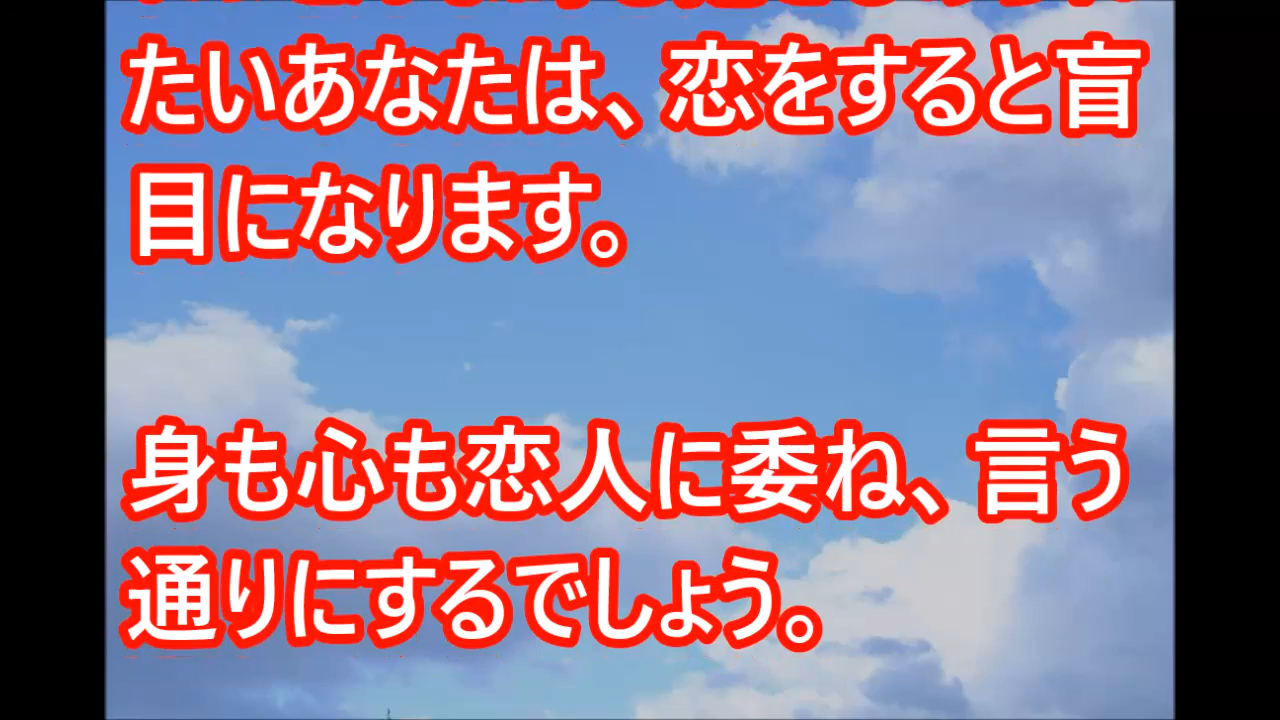 たいあなたは、恋をすると盲
目になります。
身も心も恋人に委ね、言う
通りにするでしょう。